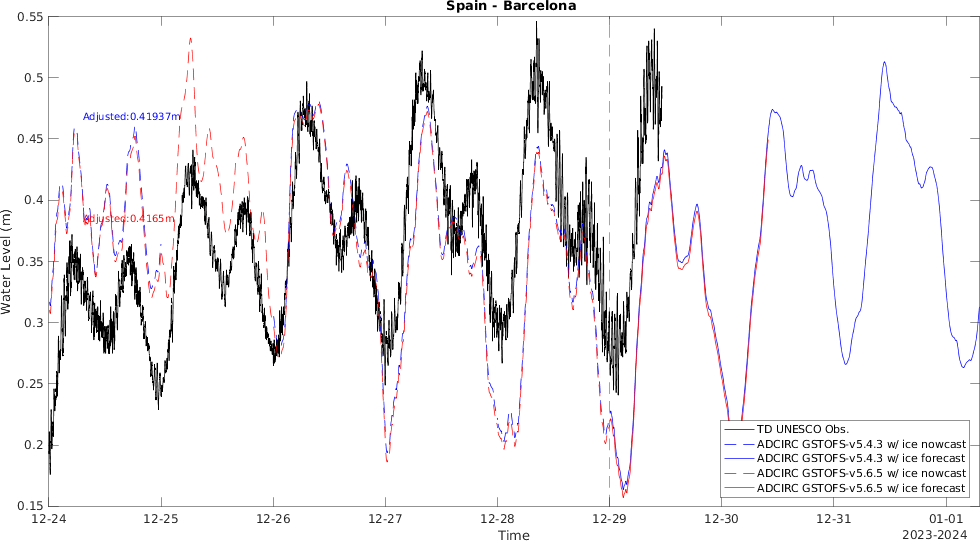 Spain - Barcelona
0.55
0.5
0.45
0.4
0.35
0.3
0.25
0.2
0.15
Water Level (m)
Adjusted:0.41937m
Adjusted:0.4165m
TD UNESCO Obs.
ADCIRC GSTOFS-v5.4.3 w/ ice nowcast
ADCIRC GSTOFS-v5.4.3 w/ ice forecast
ADCIRC GSTOFS-v5.6.5 w/ ice nowcast
ADCIRC GSTOFS-v5.6.5 w/ ice forecast
12-24 12-25 12-26 12-27 12-28 12-29 12-30 12-31 01-01
Time
2023-2024